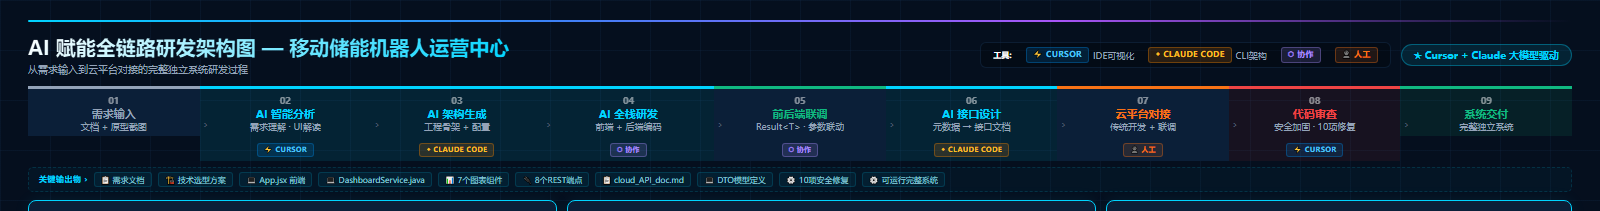 AI 赋能全链路研发架构图 — 移动储能机器人运营中心
从需求输入到云平台对接的完整独立系统研发过程
工具: CURSOR IDE可视化 CLAUDE CODE CLI架构 协作 人工
★ Cursor + Claude 大模型驱动
01
需求输入
文档 + 原型截图
02
AI 智能分析
需求理解 · UI解读
CURSOR
03
AI 架构生成
工程骨架 + 配置
CLAUDE CODE
04
AI 全栈研发
前端 + 后端编码
协作
05
前后端联调
Result<T> · 参数联动
协作
06
AI 接口设计
元数据 → 接口文档
CLAUDE CODE
07
云平台对接
传统开发 + 联调
人工
08
代码审查
安全加固 · 10项修复
CURSOR
09
系统交付
完整独立系统
关键输出物 › 需求文档 技术选型方案 App.jsx 前端 DashboardService.java 7个图表组件 8个REST端点 cloud_API_doc.md DTO模型定义 10项安全修复 可运行完整系统